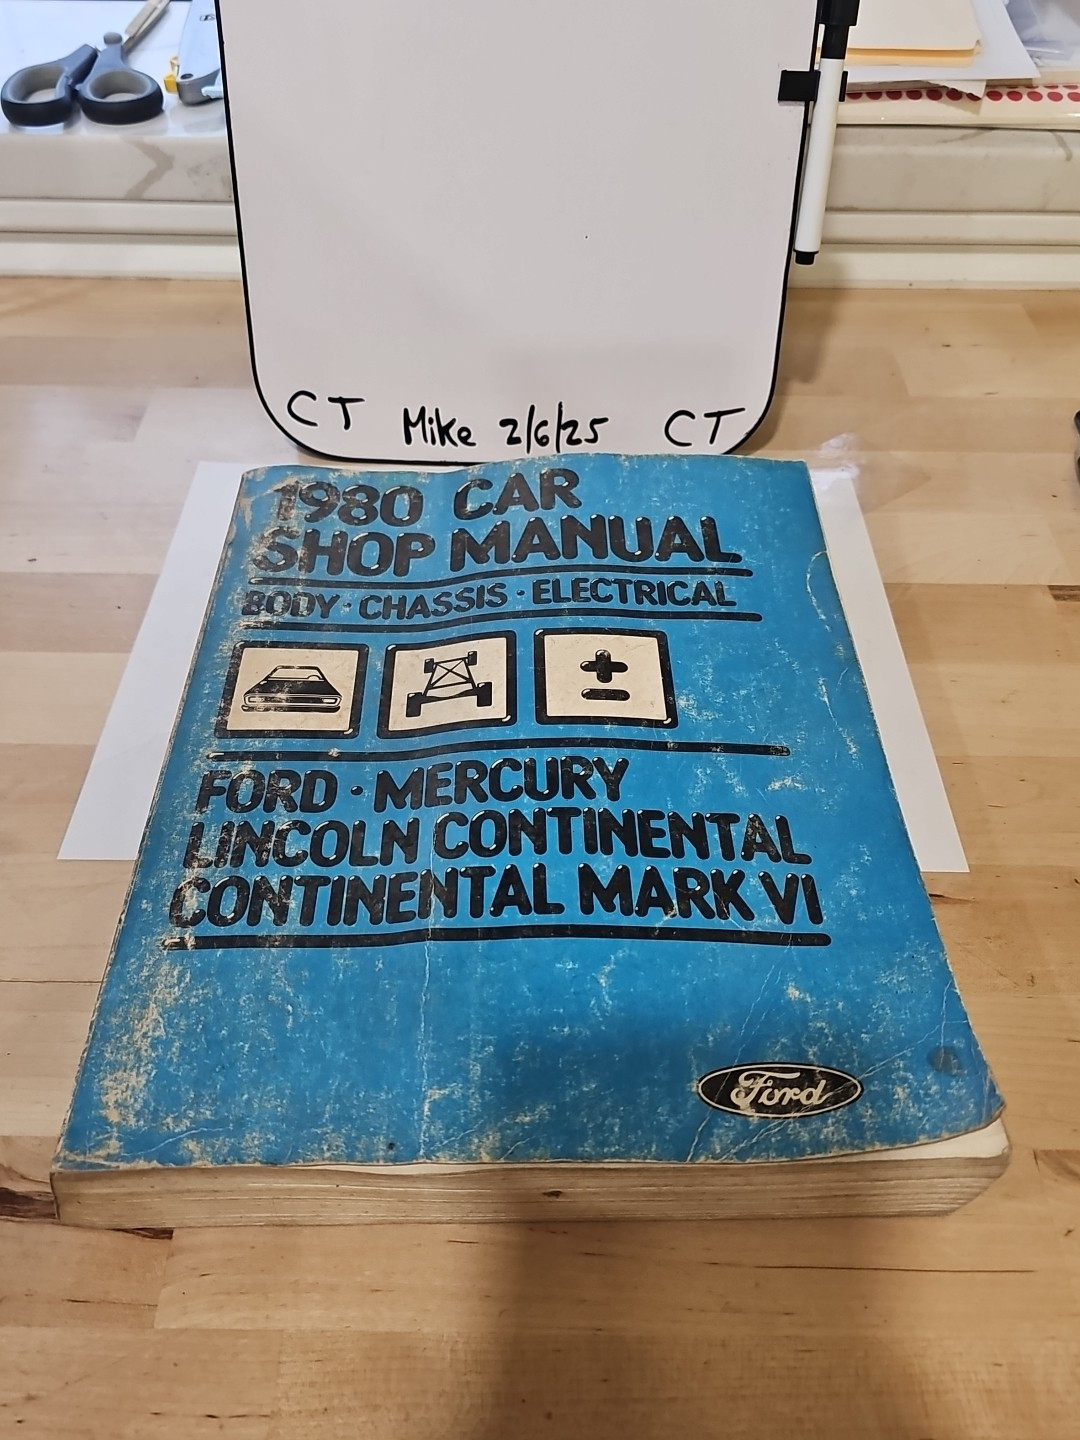 CT Mike 2/6/25 CT
1980 CAR
SHOP MANUAL
BODY · CHASSIS · ELECTRICAL
FORD · MERCURY
LINCOLN CONTINENTAL
CONTINENTAL MARK VI
Ford